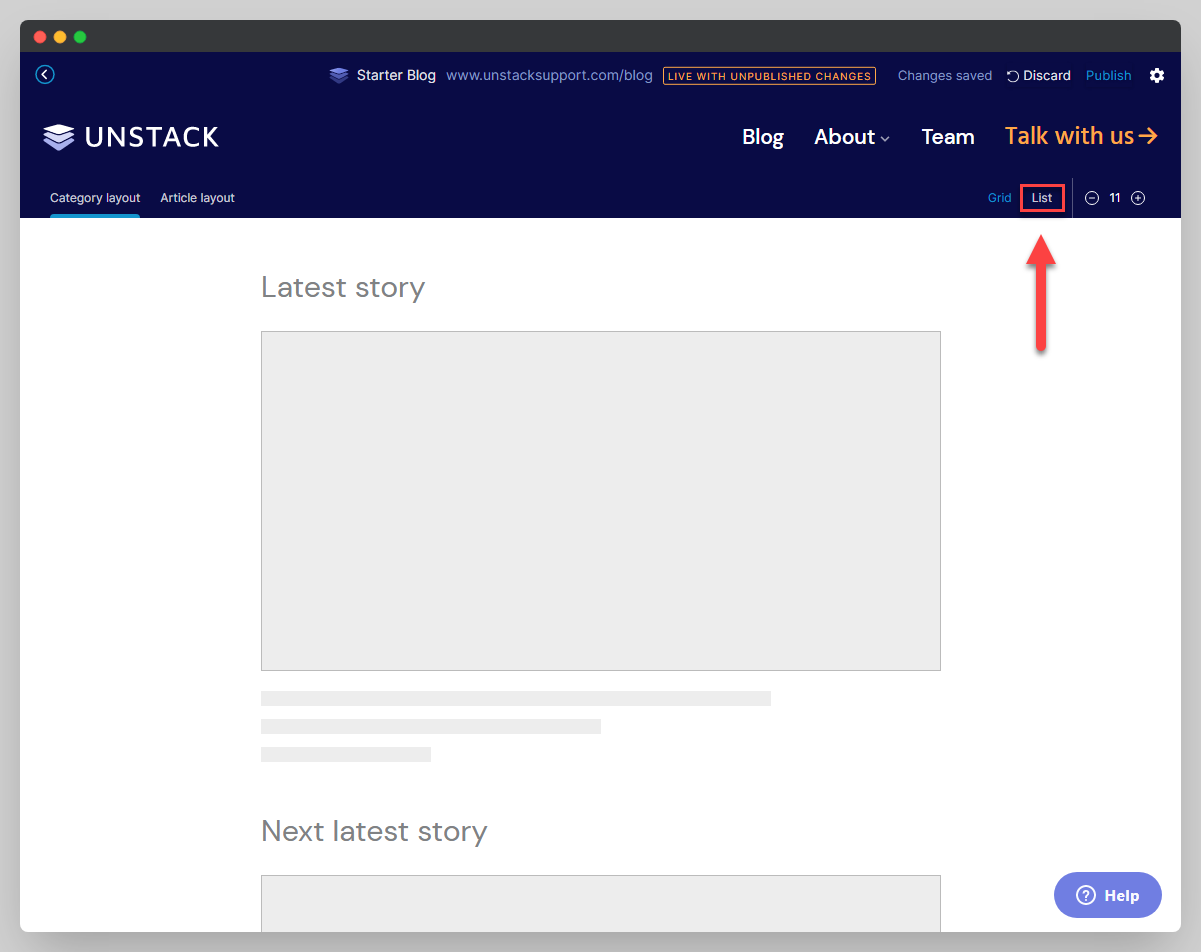 Starter Blog www.unstacksupport.com/blog LIVE WITH UNPUBLISHED CHANGES Changes saved Discard Publish
UNSTACK Blog About Team Talk with us
Category layout Article layout Grid List 11
Latest story
Next latest story
Help